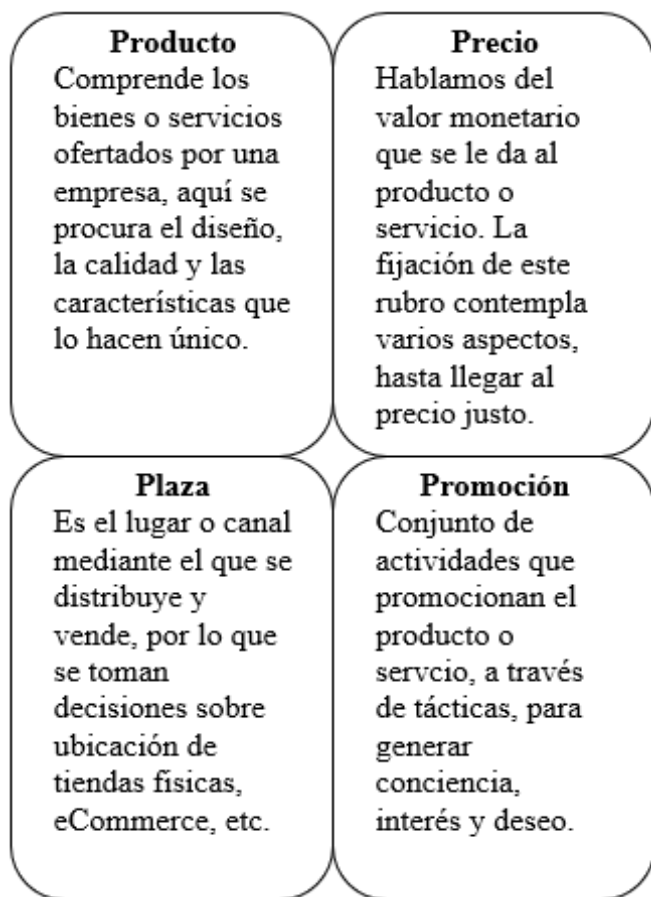 Producto
Comprende los
bienes o servicios
ofertados por una
empresa, aquí se
procura el diseño,
la calidad y las
características que
lo hacen único.
Precio
Hablamos del
valor monetario
que se le da al
producto o
servicio. La
fijación de este
rubro contempla
varios aspectos,
hasta llegar al
precio justo.
Plaza
Es el lugar o canal
mediante el que se
distribuye y
vende, por lo que
se toman
decisiones sobre
ubicación de
tiendas físicas,
eCommerce, etc.
Promoción
Conjunto de
actividades que
promocionan el
producto o
servcio, a través
de tácticas, para
generar
conciencia,
interés y deseo.